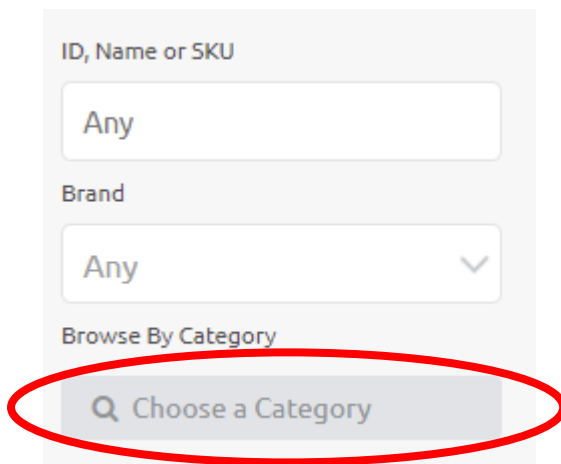 ID, Name or SKU
Any
Brand
Any
Browse By Category
Choose a Category